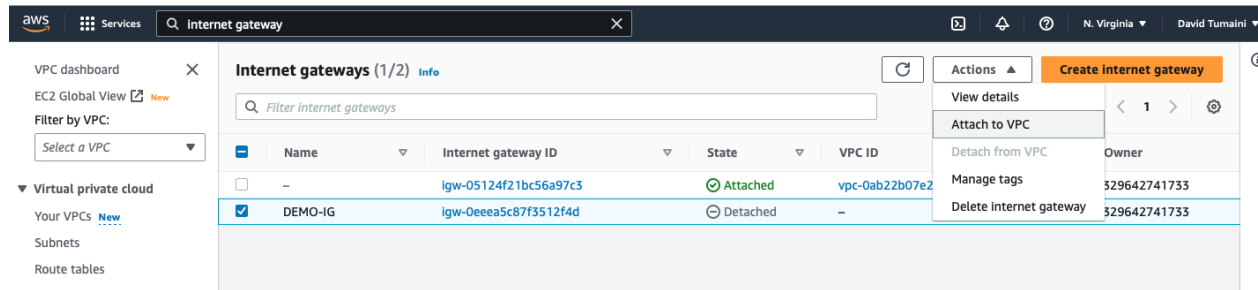 aws Services internet gateway N. Virginia David Tumaini
VPC dashboard
EC2 Global View New
Filter by VPC:
Select a VPC
Virtual private cloud
Your VPCs New
Subnets
Route tables
Internet gateways (1/2) Info
Actions
Create internet gateway
Filter internet gateways
1
View details
Attach to VPC
Detach from VPC
Manage tags
Delete internet gateway
Name Internet gateway ID State VPC ID Owner
– igw-05124f21bc56a97c3 Attached vpc-0ab22b07e2 329642741733
DEMO-IG igw-0eeea5c87f3512f4d Detached – 329642741733